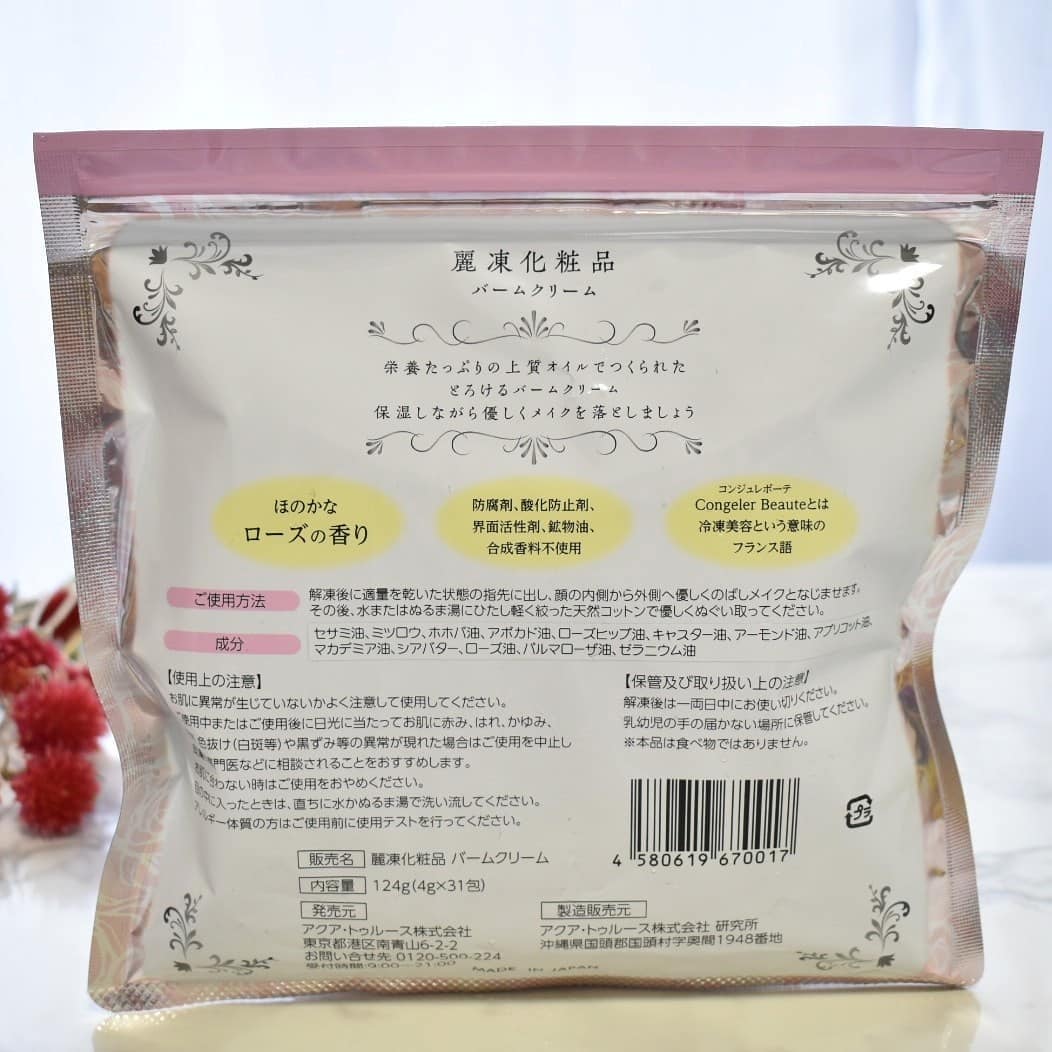 麗凍化粧品
バームクリーム
栄養たっぷりの上質オイルでつくられた
とろけるバームクリーム
保湿しながら優しくメイクを落としましょう
ほのかな
ローズの香り
防腐剤、酸化防止剤、
界面活性剤、鉱物油、
合成香料不使用
コンジュレボーテ
Congeler Beauteとは
冷凍美容という意味の
フランス語
ご使用方法
解凍後に適量を乾いた状態の指先に出し、顔の内側から外側へ優しくのばしメイクとなじませます。
その後、水またはぬるま湯にひたし軽く絞った天然コットンで優しくぬぐい取ってください。
成分
セサミ油、ミツロウ、ホホバ油、アボカド油、ローズヒップ油、キャスター油、アーモンド油、アプリコット油、
マカデミア油、シアバター、ローズ油、パルマローザ油、ゼラニウム油
【使用上の注意】
お肌に異常が生じていないかよく注意して使用してください。
使用中またはご使用後に日光に当たってお肌に赤み、はれ、かゆみ、
色抜け(白斑等)や黒ずみ等の異常が現れた場合はご使用を中止し
専門医などに相談されることをおすすめします。
お肌に合わない時はご使用をおやめください。
目の中に入ったときは、直ちに水かぬるま湯で洗い流してください。
アレルギー体質の方はご使用前に使用テストを行ってください。
【保管及び取り扱い上の注意】
解凍後は一両日中にお使い切りください。
乳幼児の手の届かない場所に保管してください。
※本品は食べ物ではありません。
4 580619 670017
プラ
販売名 麗凍化粧品 バームクリーム
内容量 124g(4g×31包)
発売元
アクア・トゥルース株式会社
東京都港区南青山6-2-2
お問い合せ先 0120-500-224
受付時間:9:00~21:00
製造販売元
アクア・トゥルース株式会社 研究所
沖縄県国頭郡国頭村字奥間1948番地
MADE IN JAPAN